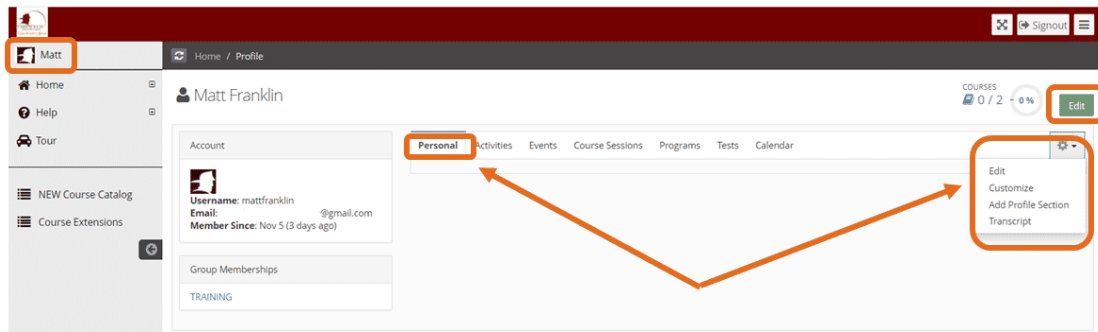 Signout
Matt
Home / Profile
Home
Help
Tour
NEW Course Catalog
Course Extensions
Matt Franklin
COURSES
0 / 2 - 0 %
Edit
Account
Username: mattfranklin
Email: @gmail.com
Member Since: Nov 5 (3 days ago)
Group Memberships
TRAINING
Personal Activities Events Course Sessions Programs Tests Calendar
Edit
Customize
Add Profile Section
Transcript